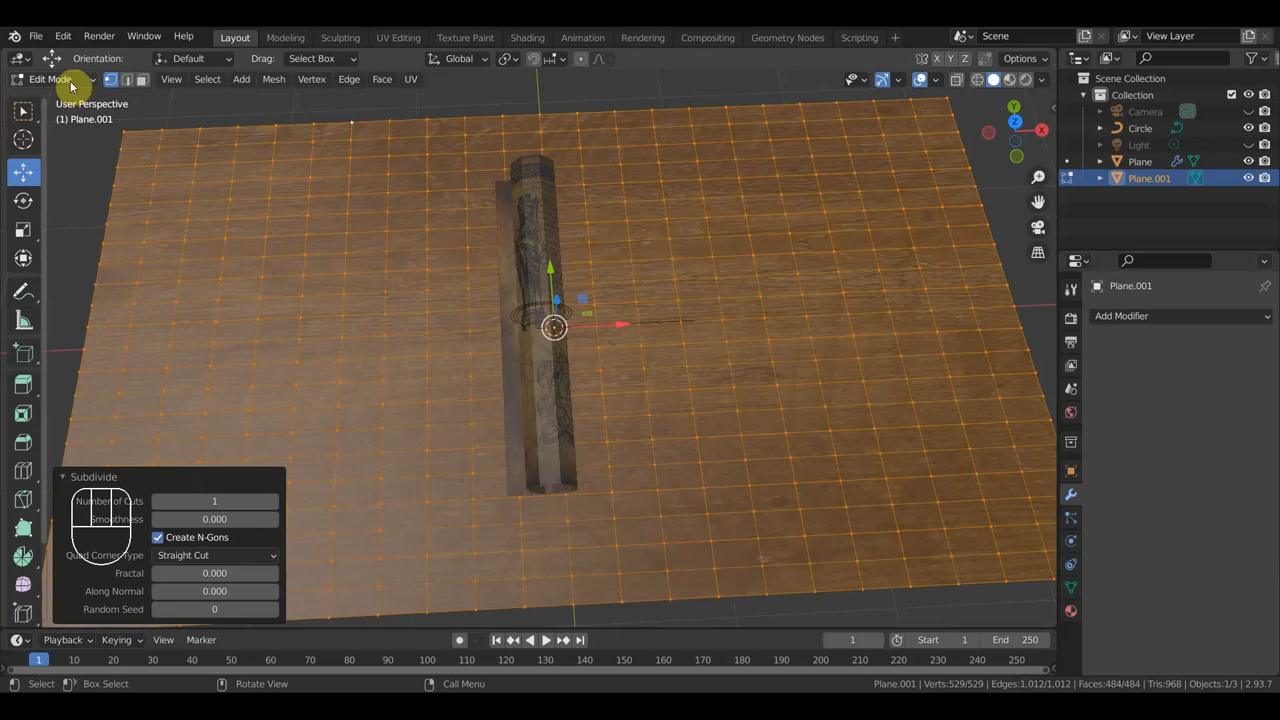 File Edit Render Window Help Layout Modeling Sculpting UV Editing Texture Paint Shading Animation Rendering Compositing Geometry Nodes Scripting + Scene View Layer
Orientation: Default Drag: Select Box Global X Y Z
Edit Mode View Select Add Mesh Vertex Edge Face UV
User Perspective
(1) Plane.001
Scene Collection
Collection
Camera
Circle
Light
Plane
Plane.001
Plane.001
Add Modifier
Y
X
Z
Subdivide
Number of Cuts 1
Smoothness 0.000
Create N-Gons
Quad Corner Type Straight Cut
Fractal 0.000
Along Normal 0.000
Random Seed 0
Playback Keying View Marker 1 Start 1 End 250
1 10 20 30 40 50 60 70 80 90 100 110 120 130 140 150 160 170 180 190 200 210 220 230 240 250
Select Box Select Rotate View Call Menu Plane.001 | Verts:529/529 | Edges:1,012/1,012 | Faces:484/484 | Tris:968 | Objects:1/3 | 2.93.7